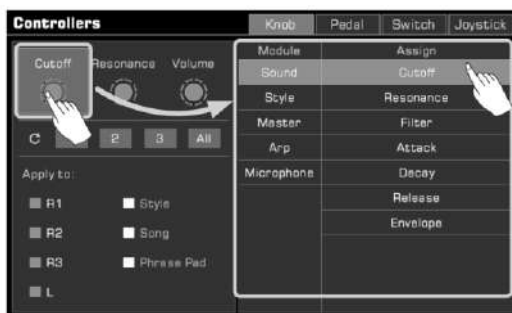 Controllers Knob Pedal Switch Joystick
Cutoff Resonance Volume
2 3 All
Apply to:
R1 Style
R2 Song
R3 Phrase Pad
L
Module Assign
Sound Cutoff
Style Resonance
Master Filter
Arp Attack
Microphone Decay
Release
Envelope